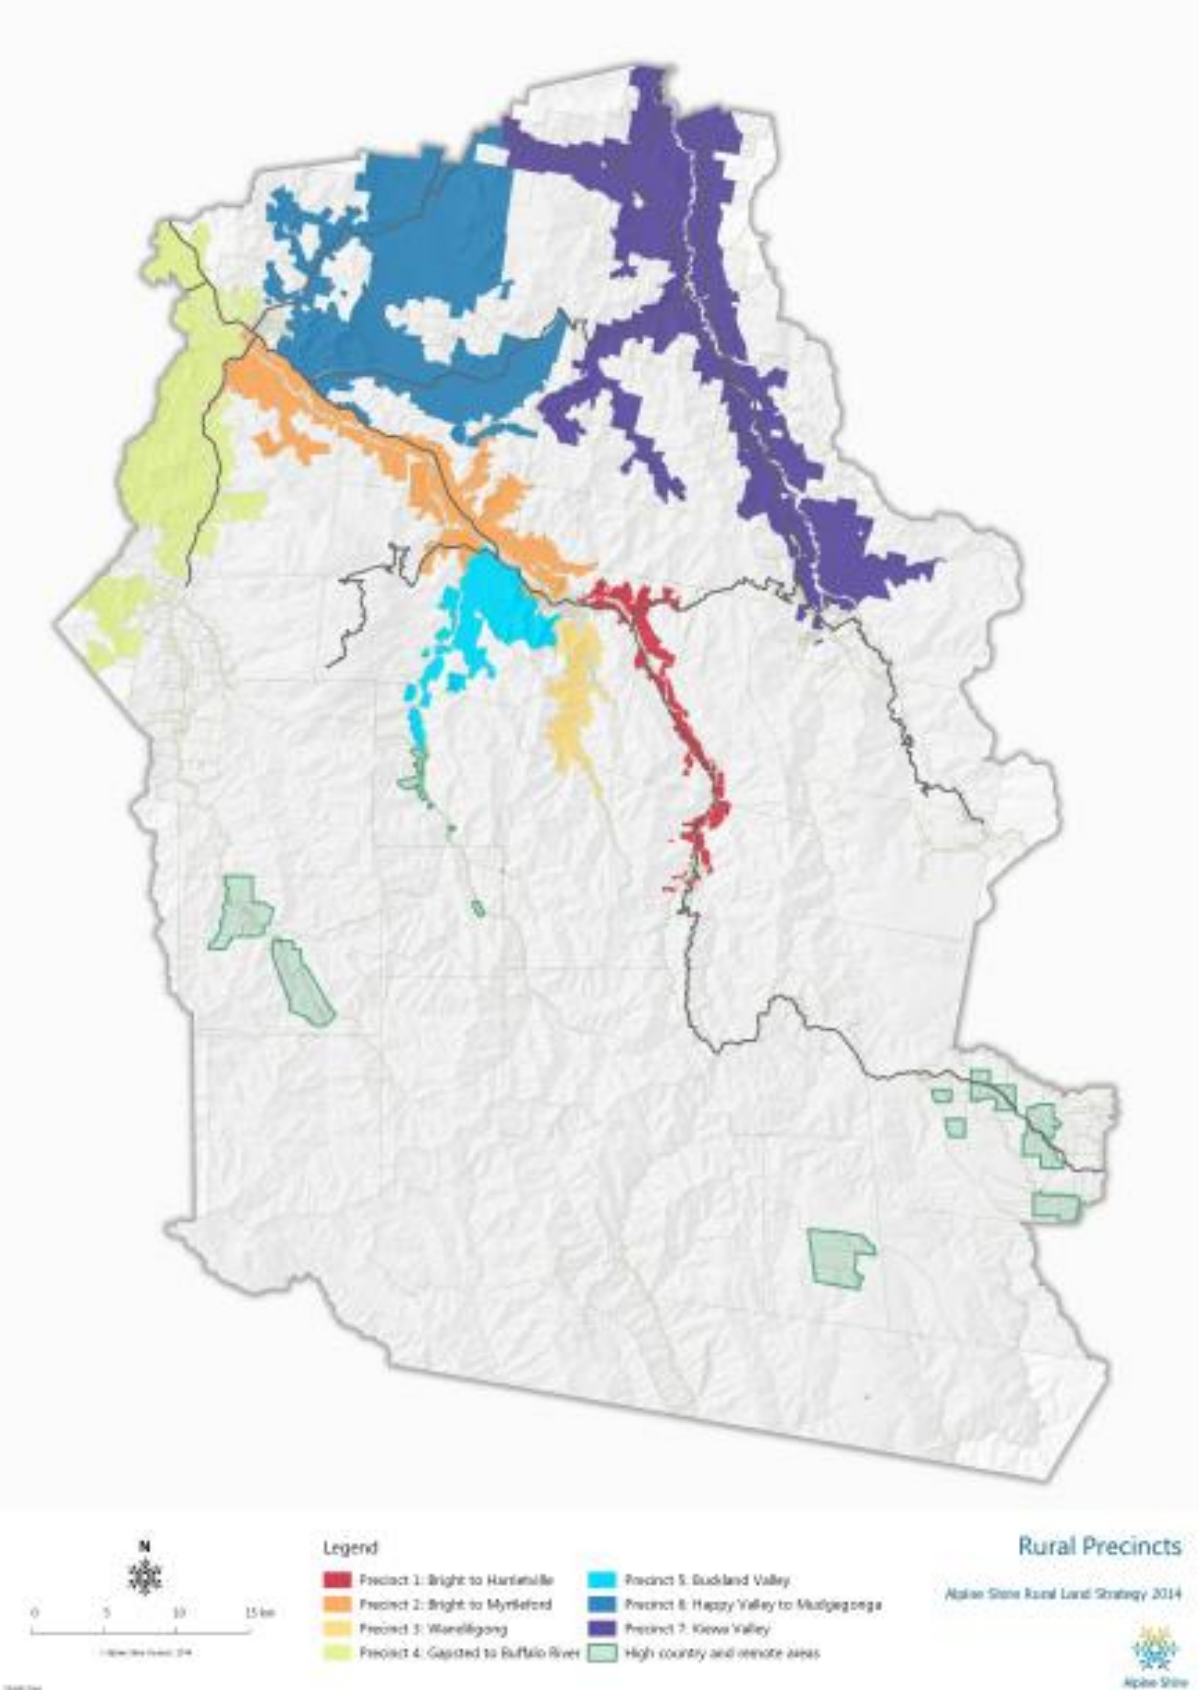 N
0 5 10 15 km
Legend
Precinct 1: Bright to Harrietville
Precinct 2: Bright to Myrtleford
Precinct 3: Wandiligong
Precinct 4: Gapsted to Buffalo River
Precinct 5: Buckland Valley
Precinct 6: Happy Valley to Mudgegonga
Precinct 7: Kiewa Valley
High country and remote areas
Rural Precincts
Alpine Shire Rural Land Strategy 2014
Alpine Shire